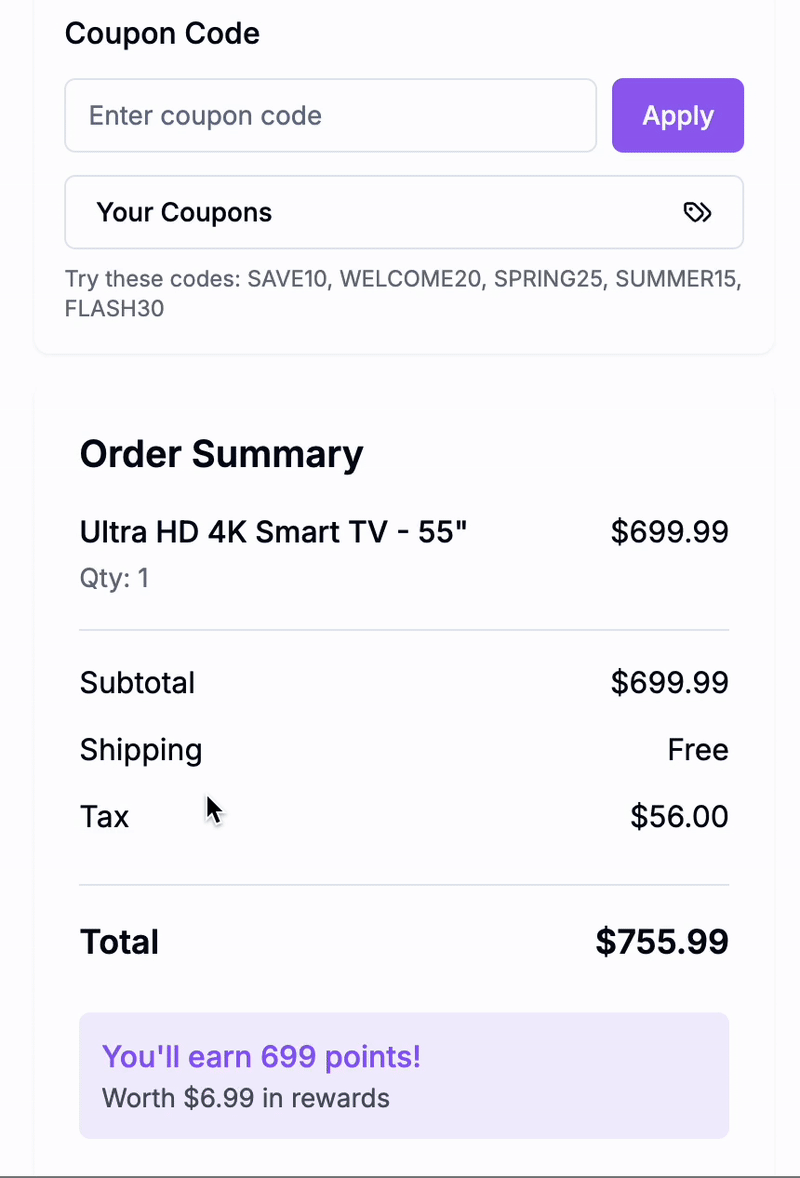 Coupon Code
Enter coupon code
Apply
Your Coupons
Try these codes: SAVE10, WELCOME20, SPRING25, SUMMER15,
FLASH30
Order Summary
Ultra HD 4K Smart TV - 55" $699.99
Qty: 1
Subtotal $699.99
Shipping Free
Tax $56.00
Total $755.99
You'll earn 699 points!
Worth $6.99 in rewards